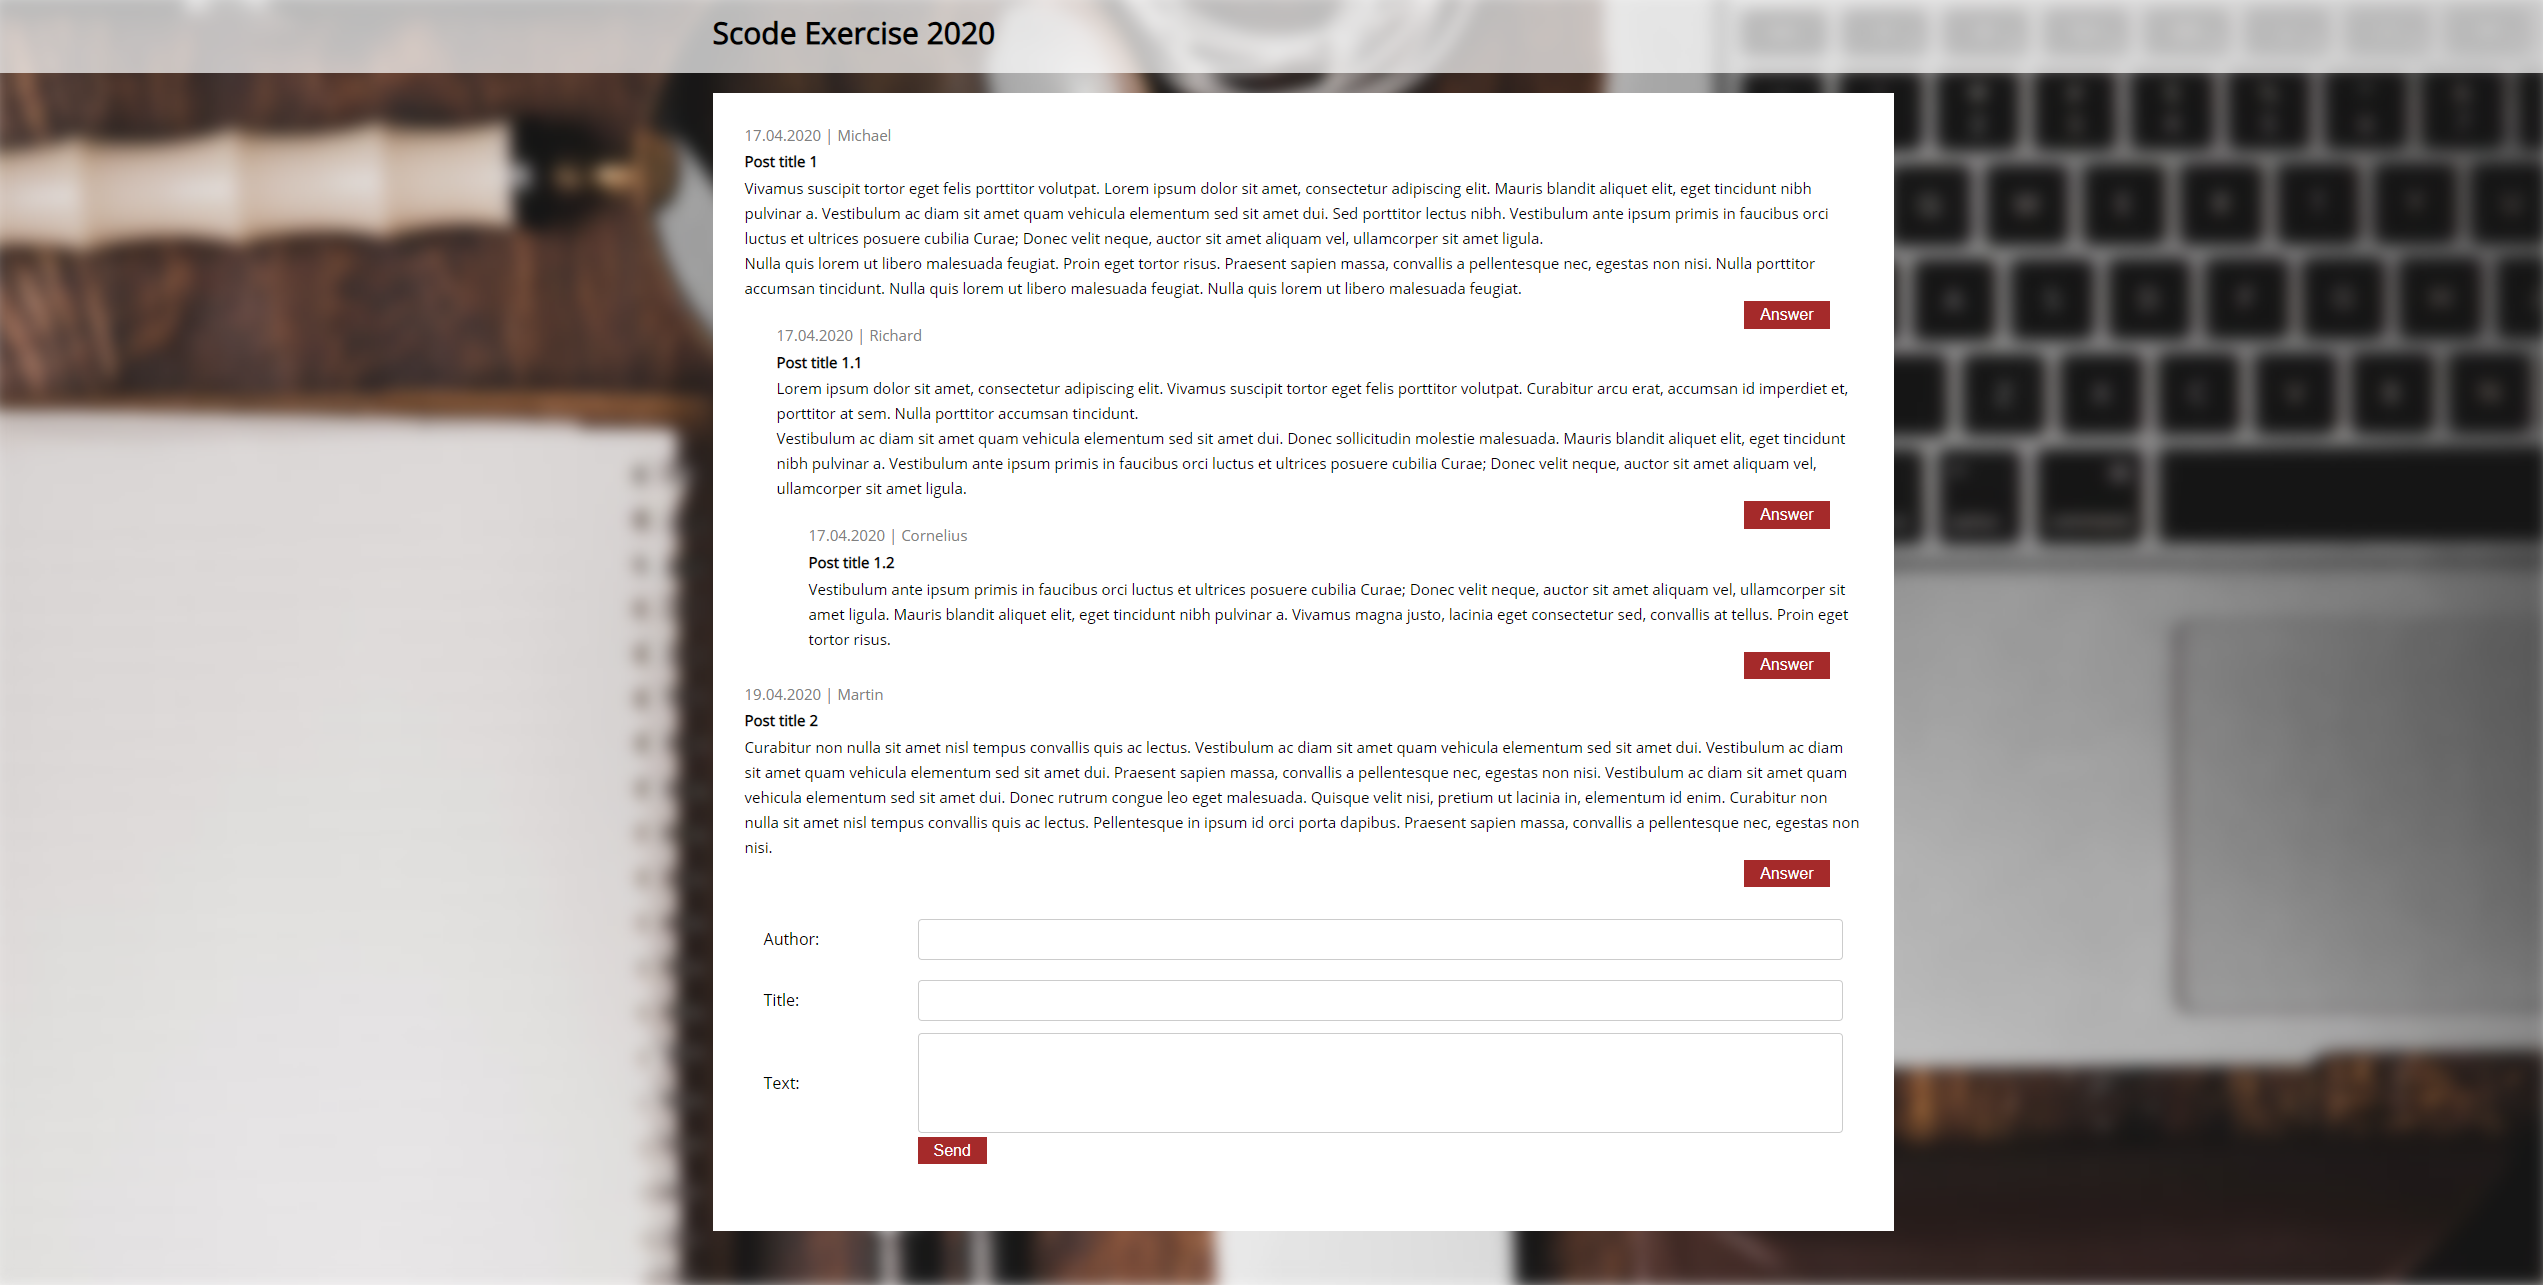 Scode Exercise 2020
17.04.2020 | Michael
Post title 1
Vivamus suscipit tortor eget felis porttitor volutpat. Lorem ipsum dolor sit amet, consectetur adipiscing elit. Mauris blandit aliquet elit, eget tincidunt nibh
pulvinar a. Vestibulum ac diam sit amet quam vehicula elementum sed sit amet dui. Sed porttitor lectus nibh. Vestibulum ante ipsum primis in faucibus orci
luctus et ultrices posuere cubilia Curae; Donec velit neque, auctor sit amet aliquam vel, ullamcorper sit amet ligula.
Nulla quis lorem ut libero malesuada feugiat. Proin eget tortor risus. Praesent sapien massa, convallis a pellentesque nec, egestas non nisi. Nulla porttitor
accumsan tincidunt. Nulla quis lorem ut libero malesuada feugiat. Nulla quis lorem ut libero malesuada feugiat.
Answer
17.04.2020 | Richard
Post title 1.1
Lorem ipsum dolor sit amet, consectetur adipiscing elit. Vivamus suscipit tortor eget felis porttitor volutpat. Curabitur arcu erat, accumsan id imperdiet et,
porttitor at sem. Nulla porttitor accumsan tincidunt.
Vestibulum ac diam sit amet quam vehicula elementum sed sit amet dui. Donec sollicitudin molestie malesuada. Mauris blandit aliquet elit, eget tincidunt
nibh pulvinar a. Vestibulum ante ipsum primis in faucibus orci luctus et ultrices posuere cubilia Curae; Donec velit neque, auctor sit amet aliquam vel,
ullamcorper sit amet ligula.
Answer
17.04.2020 | Cornelius
Post title 1.2
Vestibulum ante ipsum primis in faucibus orci luctus et ultrices posuere cubilia Curae; Donec velit neque, auctor sit amet aliquam vel, ullamcorper sit
amet ligula. Mauris blandit aliquet elit, eget tincidunt nibh pulvinar a. Vivamus magna justo, lacinia eget consectetur sed, convallis at tellus. Proin eget
tortor risus.
Answer
19.04.2020 | Martin
Post title 2
Curabitur non nulla sit amet nisl tempus convallis quis ac lectus. Vestibulum ac diam sit amet quam vehicula elementum sed sit amet dui. Vestibulum ac diam
sit amet quam vehicula elementum sed sit amet dui. Praesent sapien massa, convallis a pellentesque nec, egestas non nisi. Vestibulum ac diam sit amet quam
vehicula elementum sed sit amet dui. Donec rutrum congue leo eget malesuada. Quisque velit nisi, pretium ut lacinia in, elementum id enim. Curabitur non
nulla sit amet nisl tempus convallis quis ac lectus. Pellentesque in ipsum id orci porta dapibus. Praesent sapien massa, convallis a pellentesque nec, egestas non
nisi.
Answer
Author:
Title:
Text:
Send